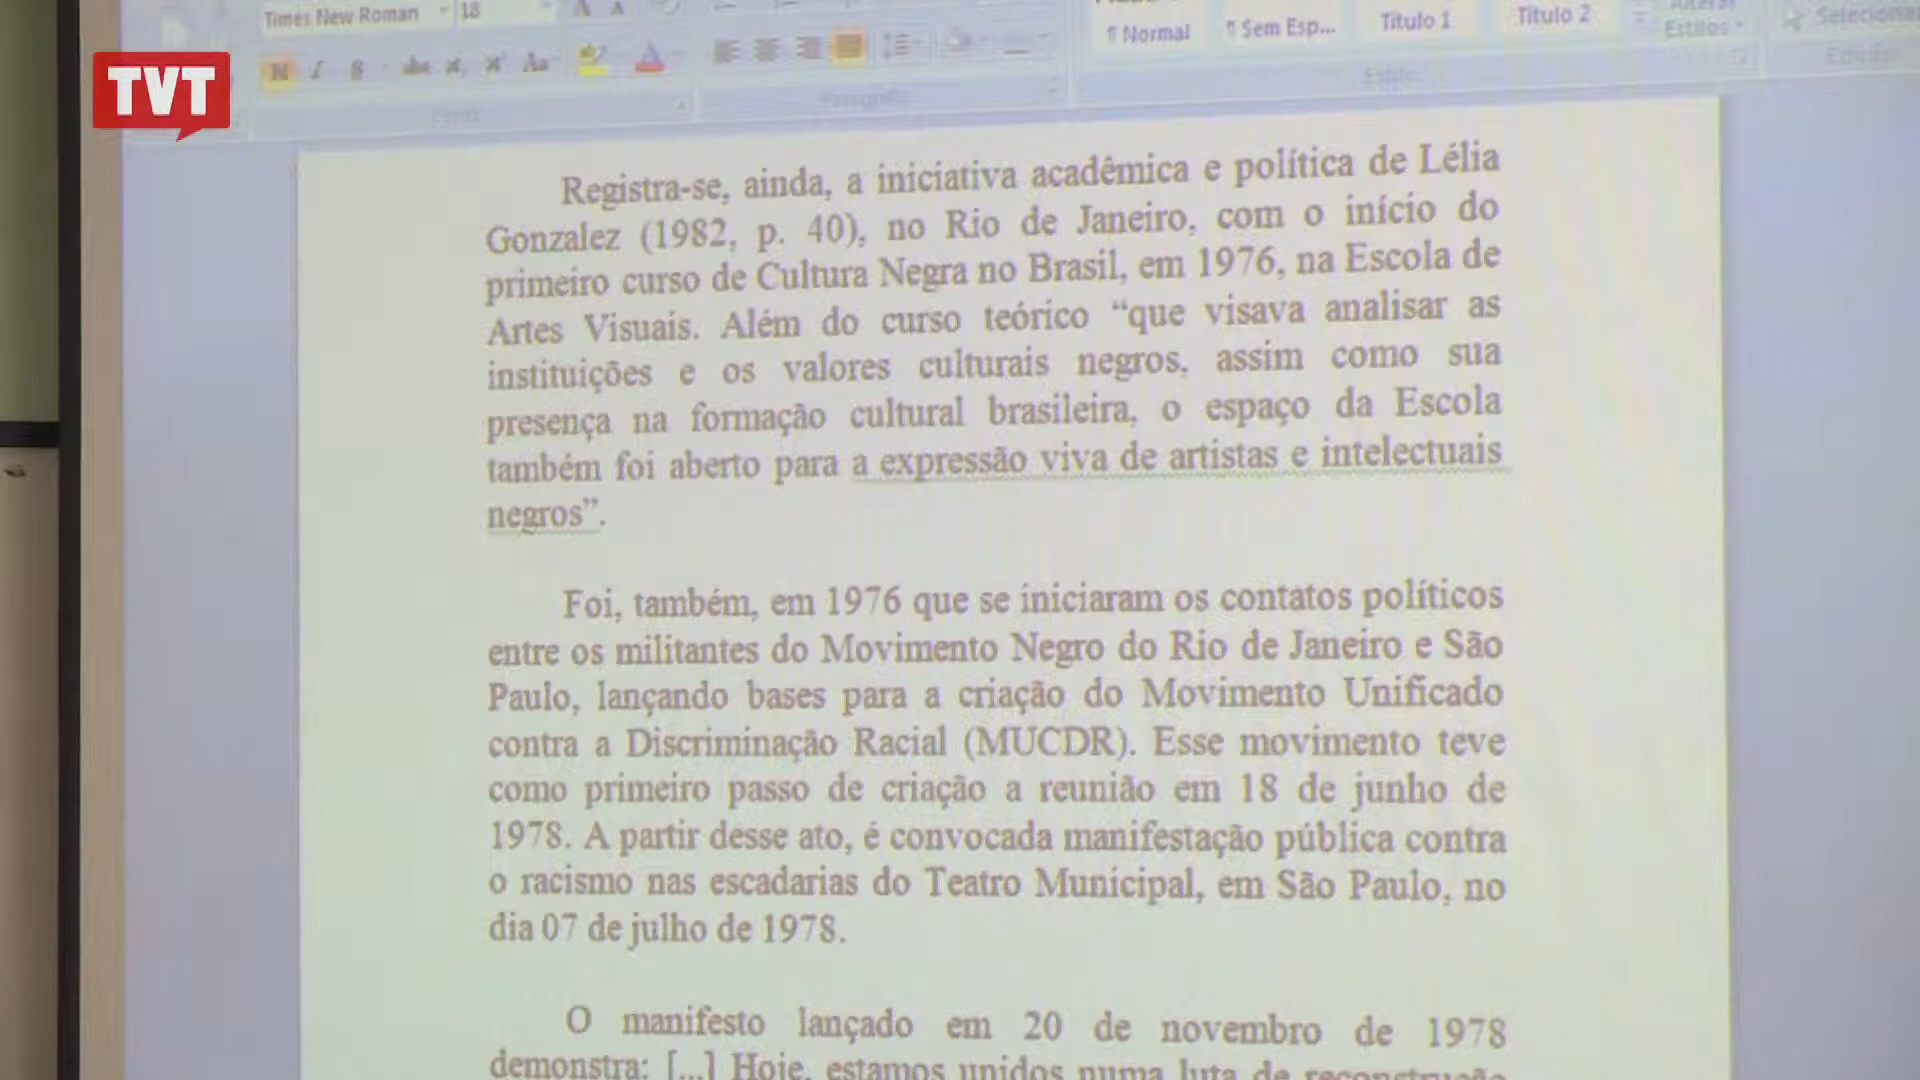 Times New Roman
18
¶ Normal
¶ Sem Esp...
Título 1
Título 2
Estilos
Selecionar
TVT
Parágrafo
Registra-se, ainda, a iniciativa acadêmica e política de Lélia
Gonzalez (1982, p. 40), no Rio de Janeiro, com o início do
primeiro curso de Cultura Negra no Brasil, em 1976, na Escola de
Artes Visuais. Além do curso teórico “que visava analisar as
instituições e os valores culturais negros, assim como sua
presença na formação cultural brasileira, o espaço da Escola
também foi aberto para a expressão viva de artistas e intelectuais
negros”.
Foi, também, em 1976 que se iniciaram os contatos políticos
entre os militantes do Movimento Negro do Rio de Janeiro e São
Paulo, lançando bases para a criação do Movimento Unificado
contra a Discriminação Racial (MUCDR). Esse movimento teve
como primeiro passo de criação a reunião em 18 de junho de
1978. A partir desse ato, é convocada manifestação pública contra
o racismo nas escadarias do Teatro Municipal, em São Paulo, no
dia 07 de julho de 1978.
O manifesto lançado em 20 de novembro de 1978
demonstra: [...] Hoje, estamos unidos numa luta de reconstrução